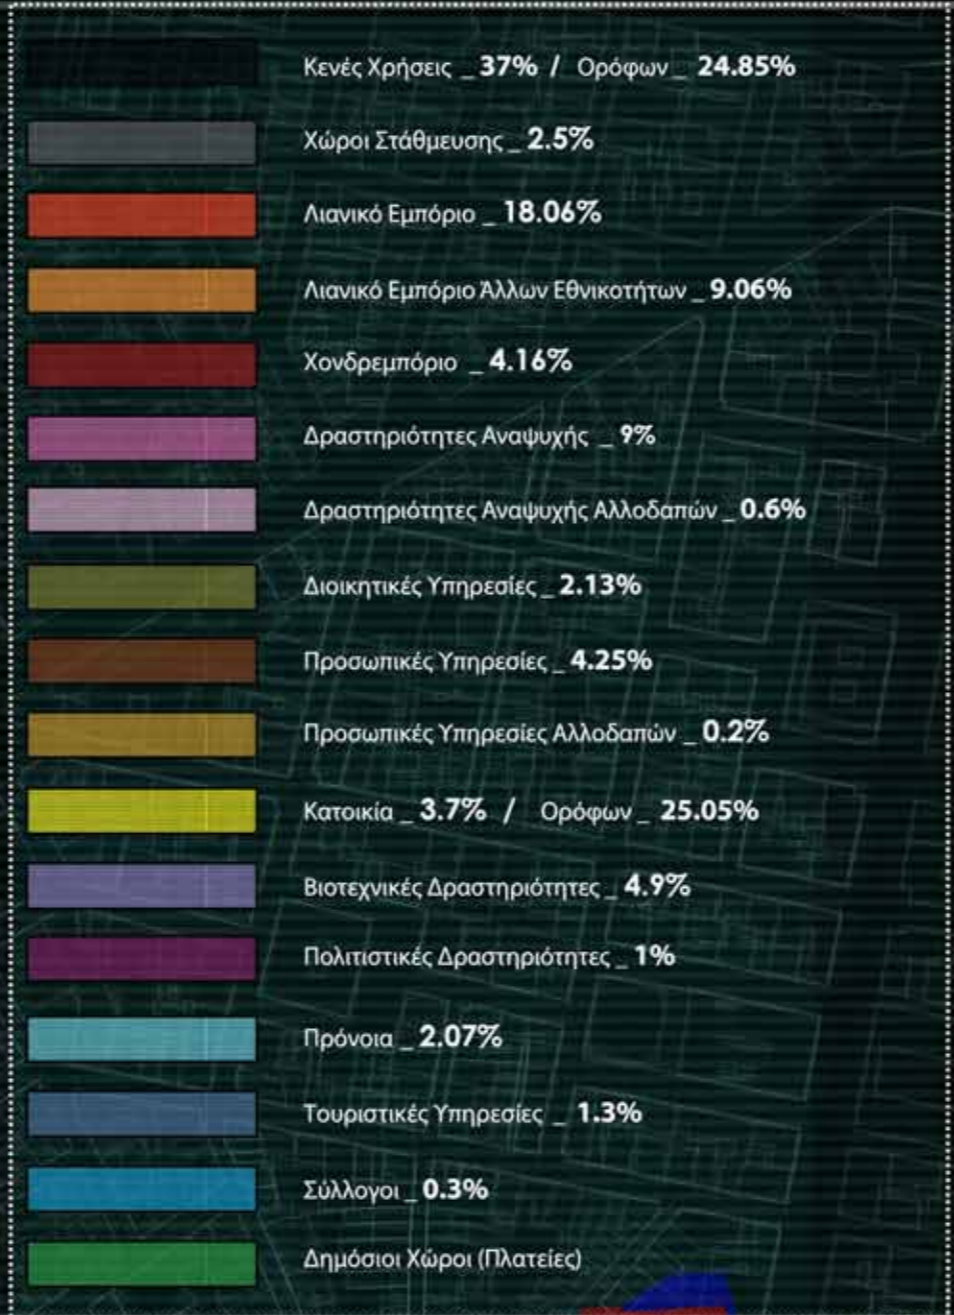 Κενές Χρήσεις _ 37% / Ορόφων _ 24.85%
Χώροι Στάθμευσης _ 2.5%
Λιανικό Εμπόριο _ 18.06%
Λιανικό Εμπόριο Άλλων Εθνικοτήτων _ 9.06%
Χονδρεμπόριο _ 4.16%
Δραστηριότητες Αναψυχής _ 9%
Δραστηριότητες Αναψυχής Αλλοδαπών _ 0.6%
Διοικητικές Υπηρεσίες _ 2.13%
Προσωπικές Υπηρεσίες _ 4.25%
Προσωπικές Υπηρεσίες Αλλοδαπών _ 0.2%
Κατοικία _ 3.7% / Ορόφων _ 25.05%
Βιοτεχνικές Δραστηριότητες _ 4.9%
Πολιτιστικές Δραστηριότητες _ 1%
Πρόνοια _ 2.07%
Τουριστικές Υπηρεσίες _ 1.3%
Σύλλογοι _ 0.3%
Δημόσιοι Χώροι (Πλατείες)